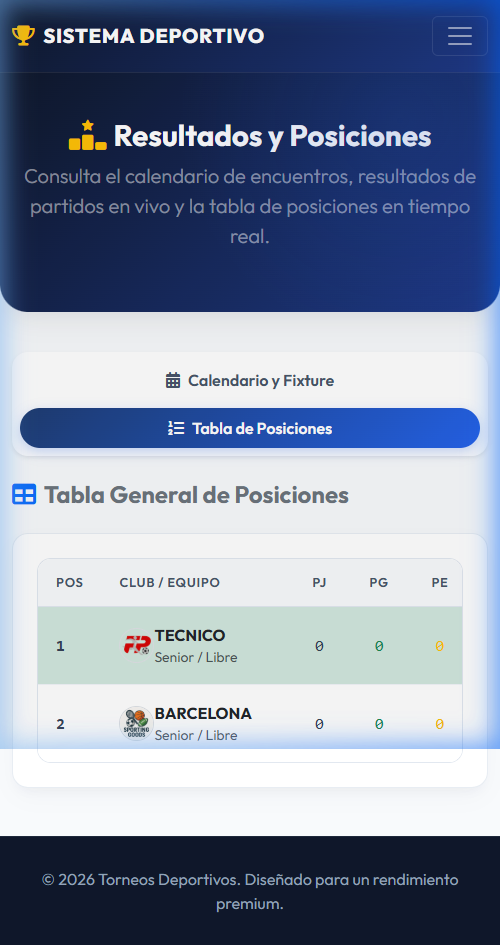 SISTEMA DEPORTIVO
Resultados y Posiciones
Consulta el calendario de encuentros, resultados de
partidos en vivo y la tabla de posiciones en tiempo
real.
Calendario y Fixture
Tabla de Posiciones
Tabla General de Posiciones
POS CLUB / EQUIPO PJ PG PE
1 TECNICO 0 0 0
Senior / Libre
2 BARCELONA 0 0 0
SPORTING
GOODS
Senior / Libre
© 2026 Torneos Deportivos. Diseñado para un rendimiento
premium.